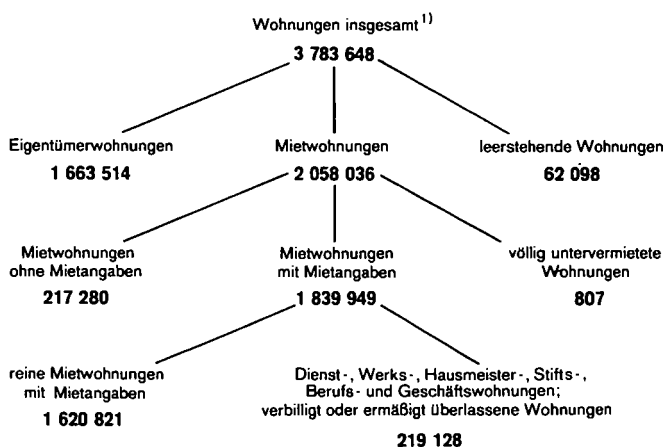 Wohnungen insgesamt 1)
3 783 648
Eigentümerwohnungen
1 663 514
Mietwohnungen
2 058 036
leerstehende Wohnungen
62 098
Mietwohnungen
ohne Mietangaben
217 280
Mietwohnungen
mit Mietangaben
1 839 949
völlig untervermietete
Wohnungen
807
reine Mietwohnungen
mit Mietangaben
1 620 821
Dienst-, Werks-, Hausmeister-, Stifts-,
Berufs- und Geschäftswohnungen;
verbilligt oder ermäßigt überlassene Wohnungen
219 128